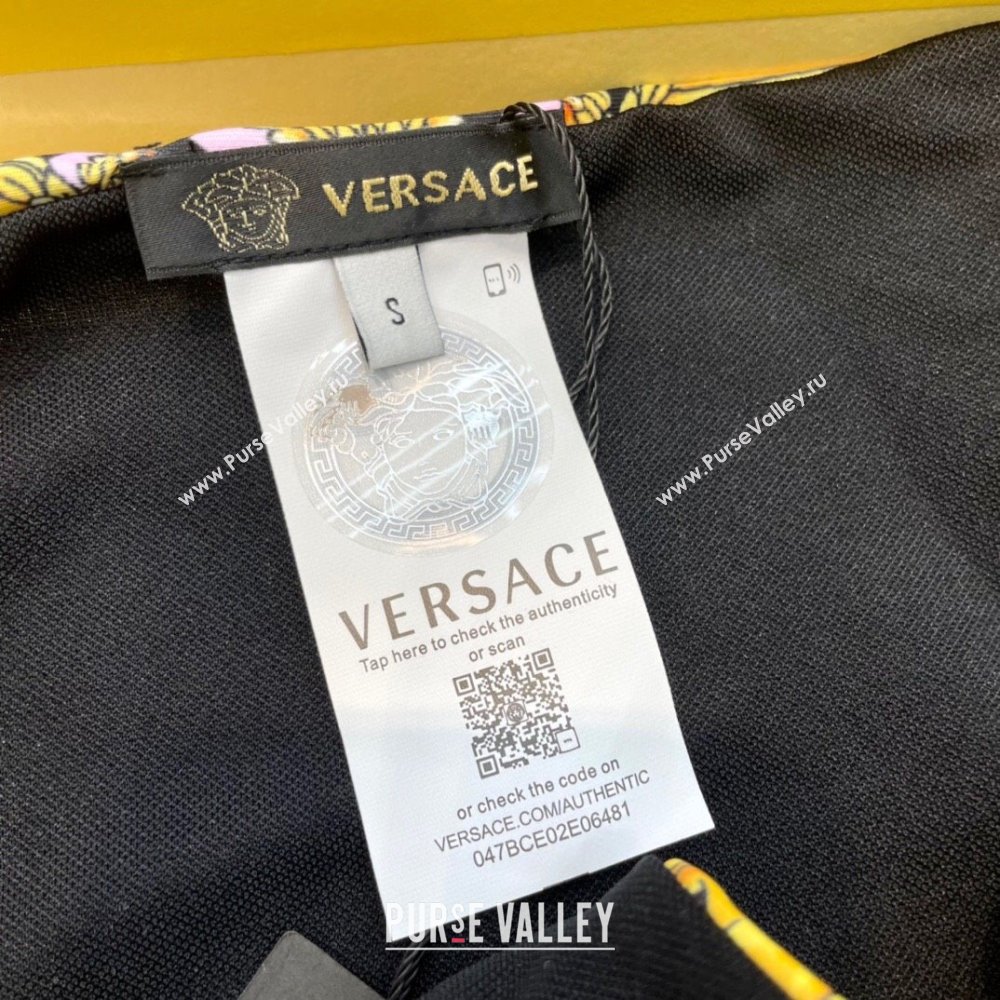 VERSACE
S
www.PurseValley.ru
www.PurseValley.ru
VERSACE
Tap here to check the authenticity
or scan
or check the code on
VERSACE.COM/AUTHENTIC
047BCE02E06481
PURSE VALLEY